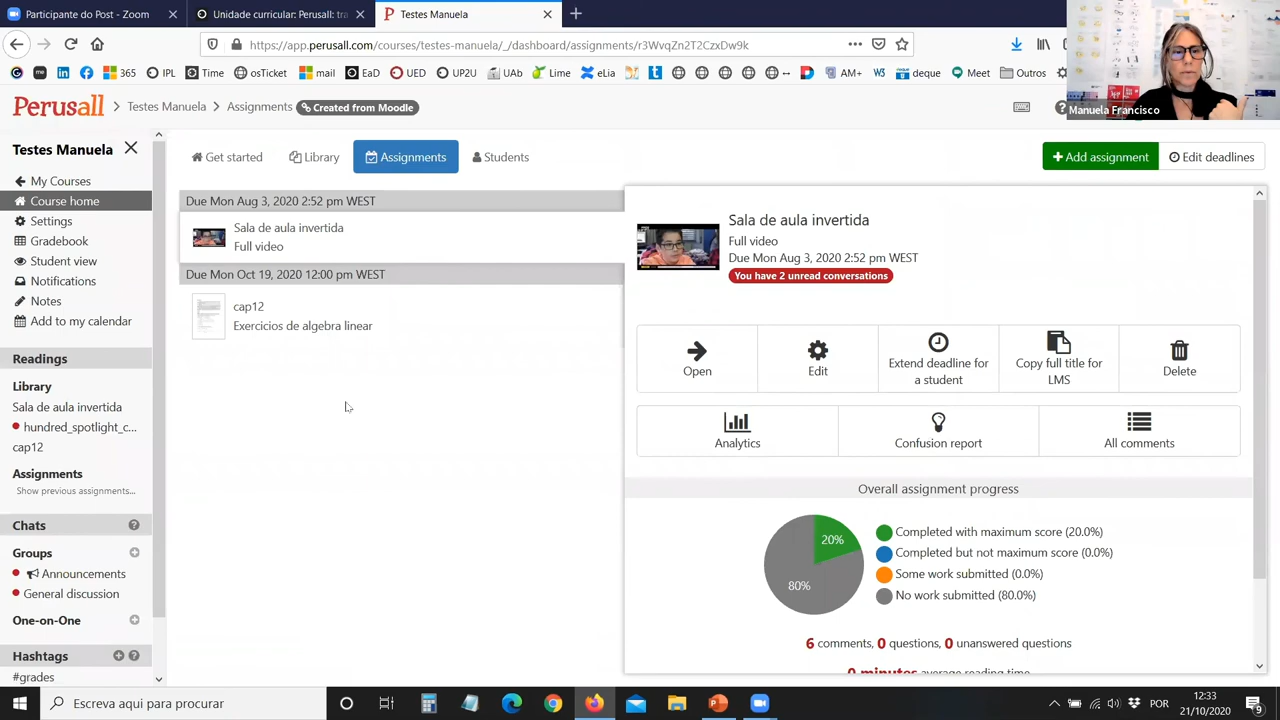 Participante do Post - Zoom
Unidade curricular: Perusall: tra
Testes Manuela
https://app.perusall.com/courses/testes-manuela/_/dashboard/assignments/r3WvqZn2T2CzxDw9k
365 IPL Time osTicket mail EaD UED UP2U UAb Lime eLia AM+ W3 deque Meet Outros
Manuela Francisco
Perusall Testes Manuela Assignments Created from Moodle
Testes Manuela
My Courses
Course home
Settings
Gradebook
Student view
Notifications
Notes
Add to my calendar
Readings
Library
Sala de aula invertida
hundred_spotlight_c...
cap12
Assignments
Show previous assignments...
Chats
Groups
Announcements
General discussion
One-on-One
Hashtags
#grades
Get started Library Assignments Students
Add assignment Edit deadlines
Due Mon Aug 3, 2020 2:52 pm WEST
Sala de aula invertida
Full video
Due Mon Oct 19, 2020 12:00 pm WEST
cap12
Exercicios de algebra linear
Sala de aula invertida
Full video
Due Mon Aug 3, 2020 2:52 pm WEST
You have 2 unread conversations
Open
Edit
Extend deadline for
a student
Copy full title for
LMS
Delete
Analytics
Confusion report
All comments
Overall assignment progress
20%
80%
Completed with maximum score (20.0%)
Completed but not maximum score (0.0%)
Some work submitted (0.0%)
No work submitted (80.0%)
6 comments, 0 questions, 0 unanswered questions
0 minutes average reading time
Escreva aqui para procurar
POR
12:33
21/10/2020
9